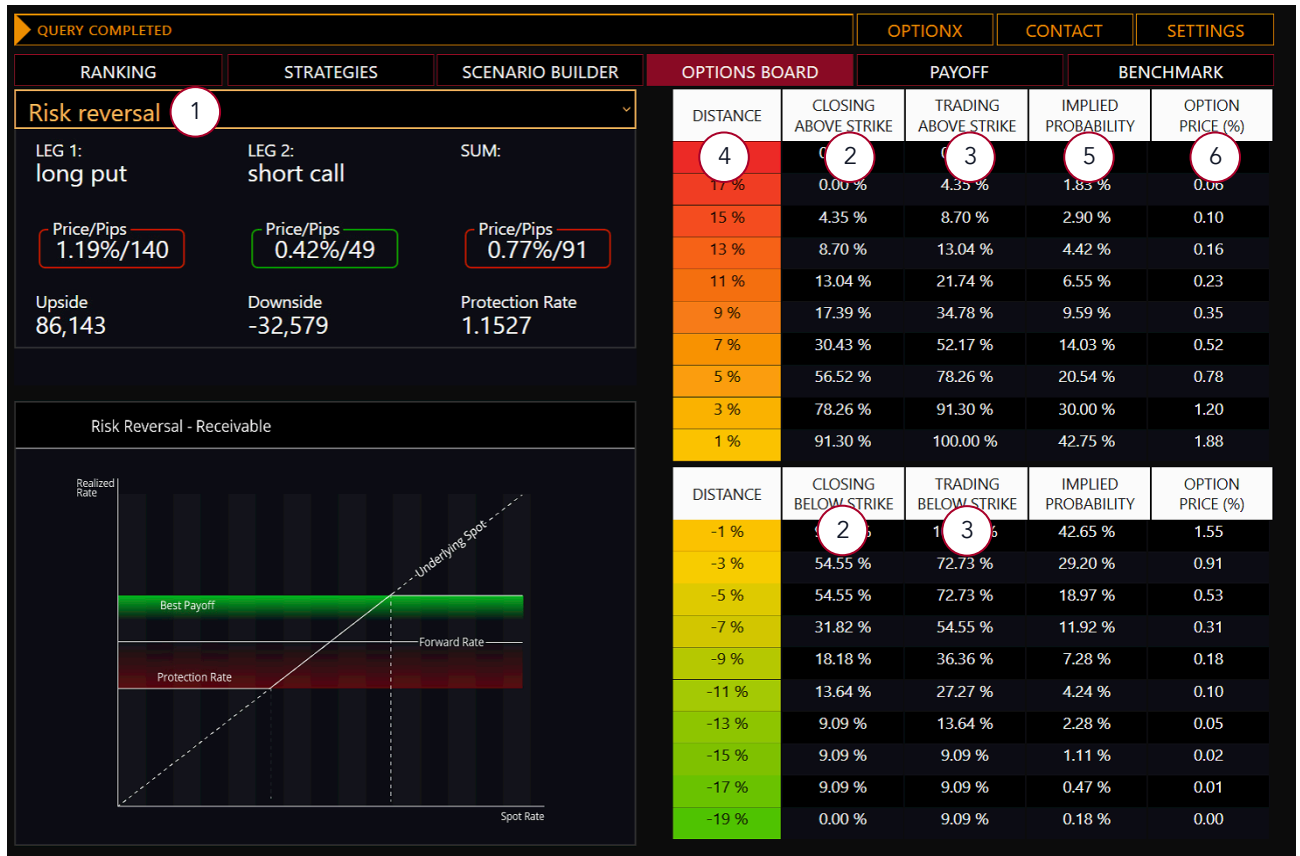 QUERY COMPLETED
OPTIONX
CONTACT
SETTINGS
RANKING
STRATEGIES
SCENARIO BUILDER
OPTIONS BOARD
PAYOFF
BENCHMARK
Risk reversal 1
LEG 1:
long put
LEG 2:
short call
SUM:
Price/Pips
1.19%/140
Price/Pips
0.42%/49
Price/Pips
0.77%/91
Upside
86,143
Downside
-32,579
Protection Rate
1.1527
Risk Reversal - Receivable
Realized
Rate
Underlying Spot
Best Payoff
Forward Rate
Protection Rate
Spot Rate
DISTANCE CLOSING ABOVE STRIKE TRADING ABOVE STRIKE IMPLIED PROBABILITY OPTION PRICE (%)
4 2 3 5 6
17 % 0.00 % 4.35 % 1.83 % 0.06
15 % 4.35 % 8.70 % 2.90 % 0.10
13 % 8.70 % 13.04 % 4.42 % 0.16
11 % 13.04 % 21.74 % 6.55 % 0.23
9 % 17.39 % 34.78 % 9.59 % 0.35
7 % 30.43 % 52.17 % 14.03 % 0.52
5 % 56.52 % 78.26 % 20.54 % 0.78
3 % 78.26 % 91.30 % 30.00 % 1.20
1 % 91.30 % 100.00 % 42.75 % 1.88
DISTANCE CLOSING BELOW STRIKE TRADING BELOW STRIKE IMPLIED PROBABILITY OPTION PRICE (%)
-1 % 2 3 42.65 % 1.55
-3 % 54.55 % 72.73 % 29.20 % 0.91
-5 % 54.55 % 72.73 % 18.97 % 0.53
-7 % 31.82 % 54.55 % 11.92 % 0.31
-9 % 18.18 % 36.36 % 7.28 % 0.18
-11 % 13.64 % 27.27 % 4.24 % 0.10
-13 % 9.09 % 13.64 % 2.28 % 0.05
-15 % 9.09 % 9.09 % 1.11 % 0.02
-17 % 9.09 % 9.09 % 0.47 % 0.01
-19 % 0.00 % 9.09 % 0.18 % 0.00